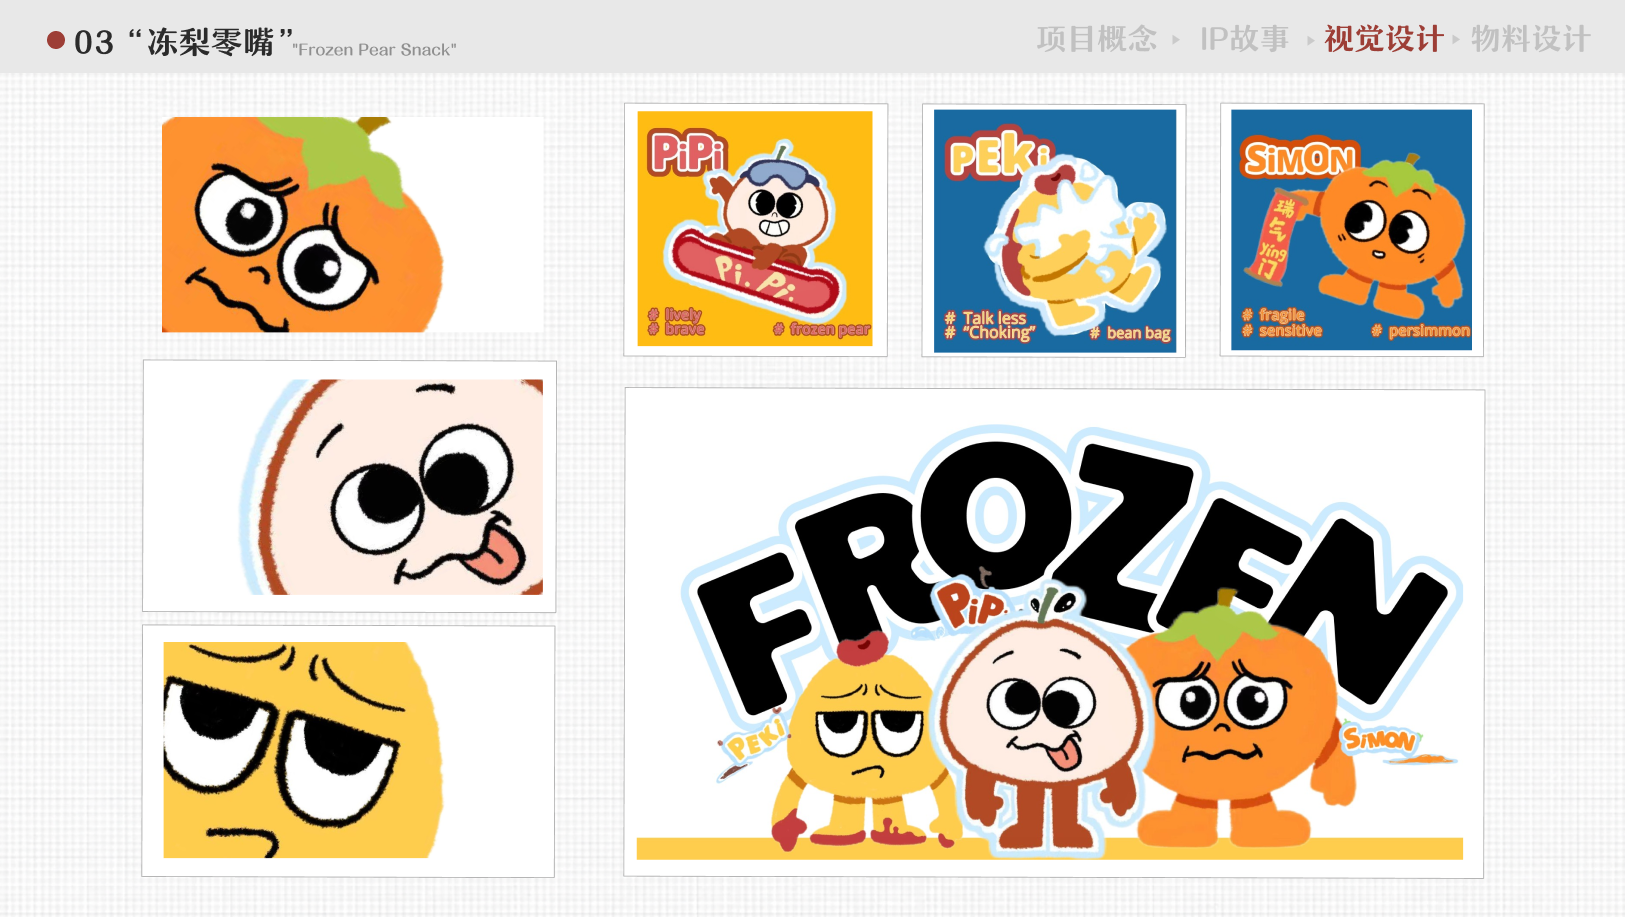 03 “冻梨零嘴”"Frozen Pear Snack"
项目概念 ▸ IP故事 ▸ 视觉设计 ▸ 物料设计
PiPi
Pi.Pi.
# lively
# brave
# frozen pear
PEKi
# Talk less
# “Choking”
# bean bag
SiMON
瑞
气
ying
门
# fragile
# sensitive
# persimmon
FROZEN
PiP
PEKi
SiMON